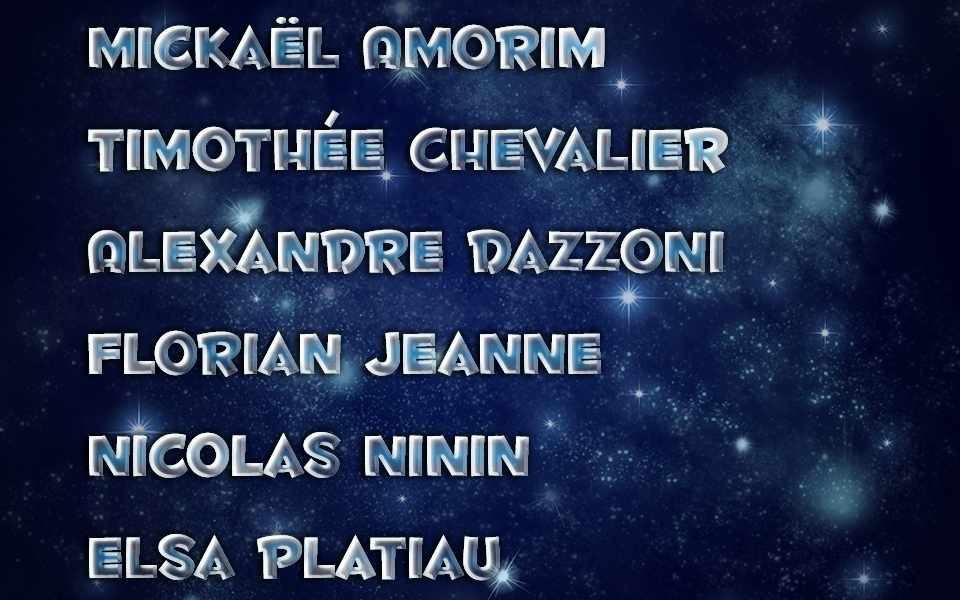 MICKAËL AMORIM
TIMOTHÉE CHEVALIER
ALEXANDRE DAZZONI
FLORIAN JEANNE
NICOLAS NININ
ELSA PLATIAU